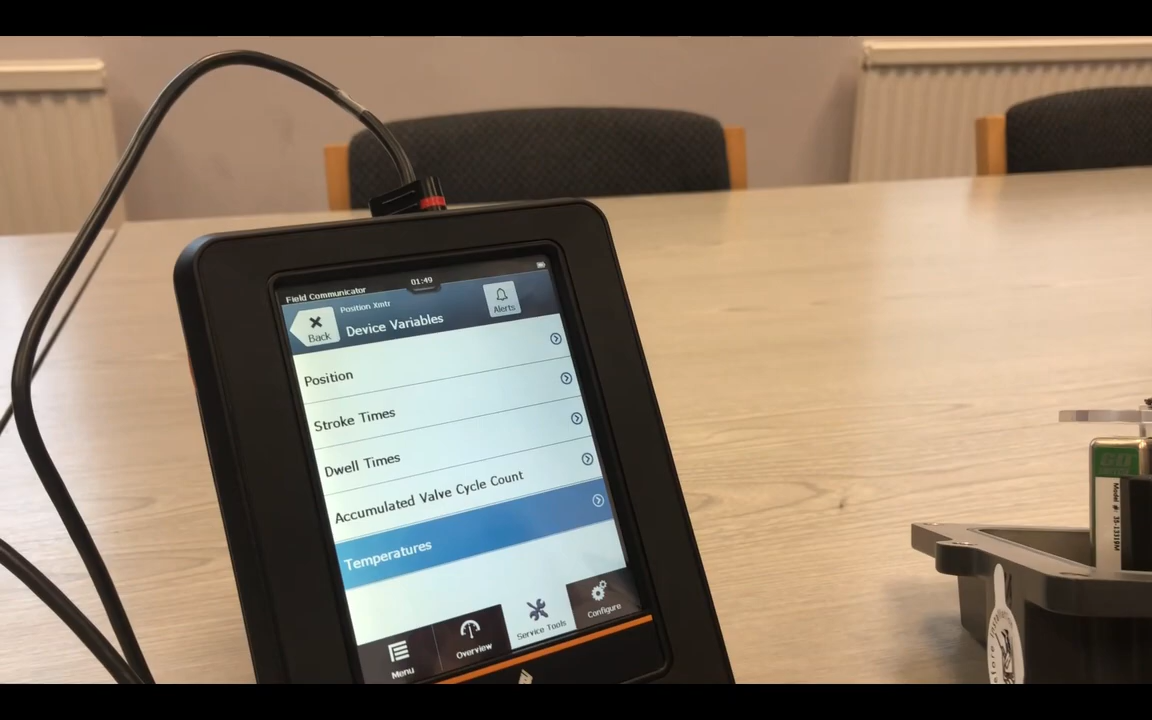 Field Communicator
01:49
Position Xmtr
Back
Device Variables
Alerts
Position
Stroke Times
Dwell Times
Accumulated Valve Cycle Count
Temperatures
Menu
Overview
Service Tools
Configure
GO